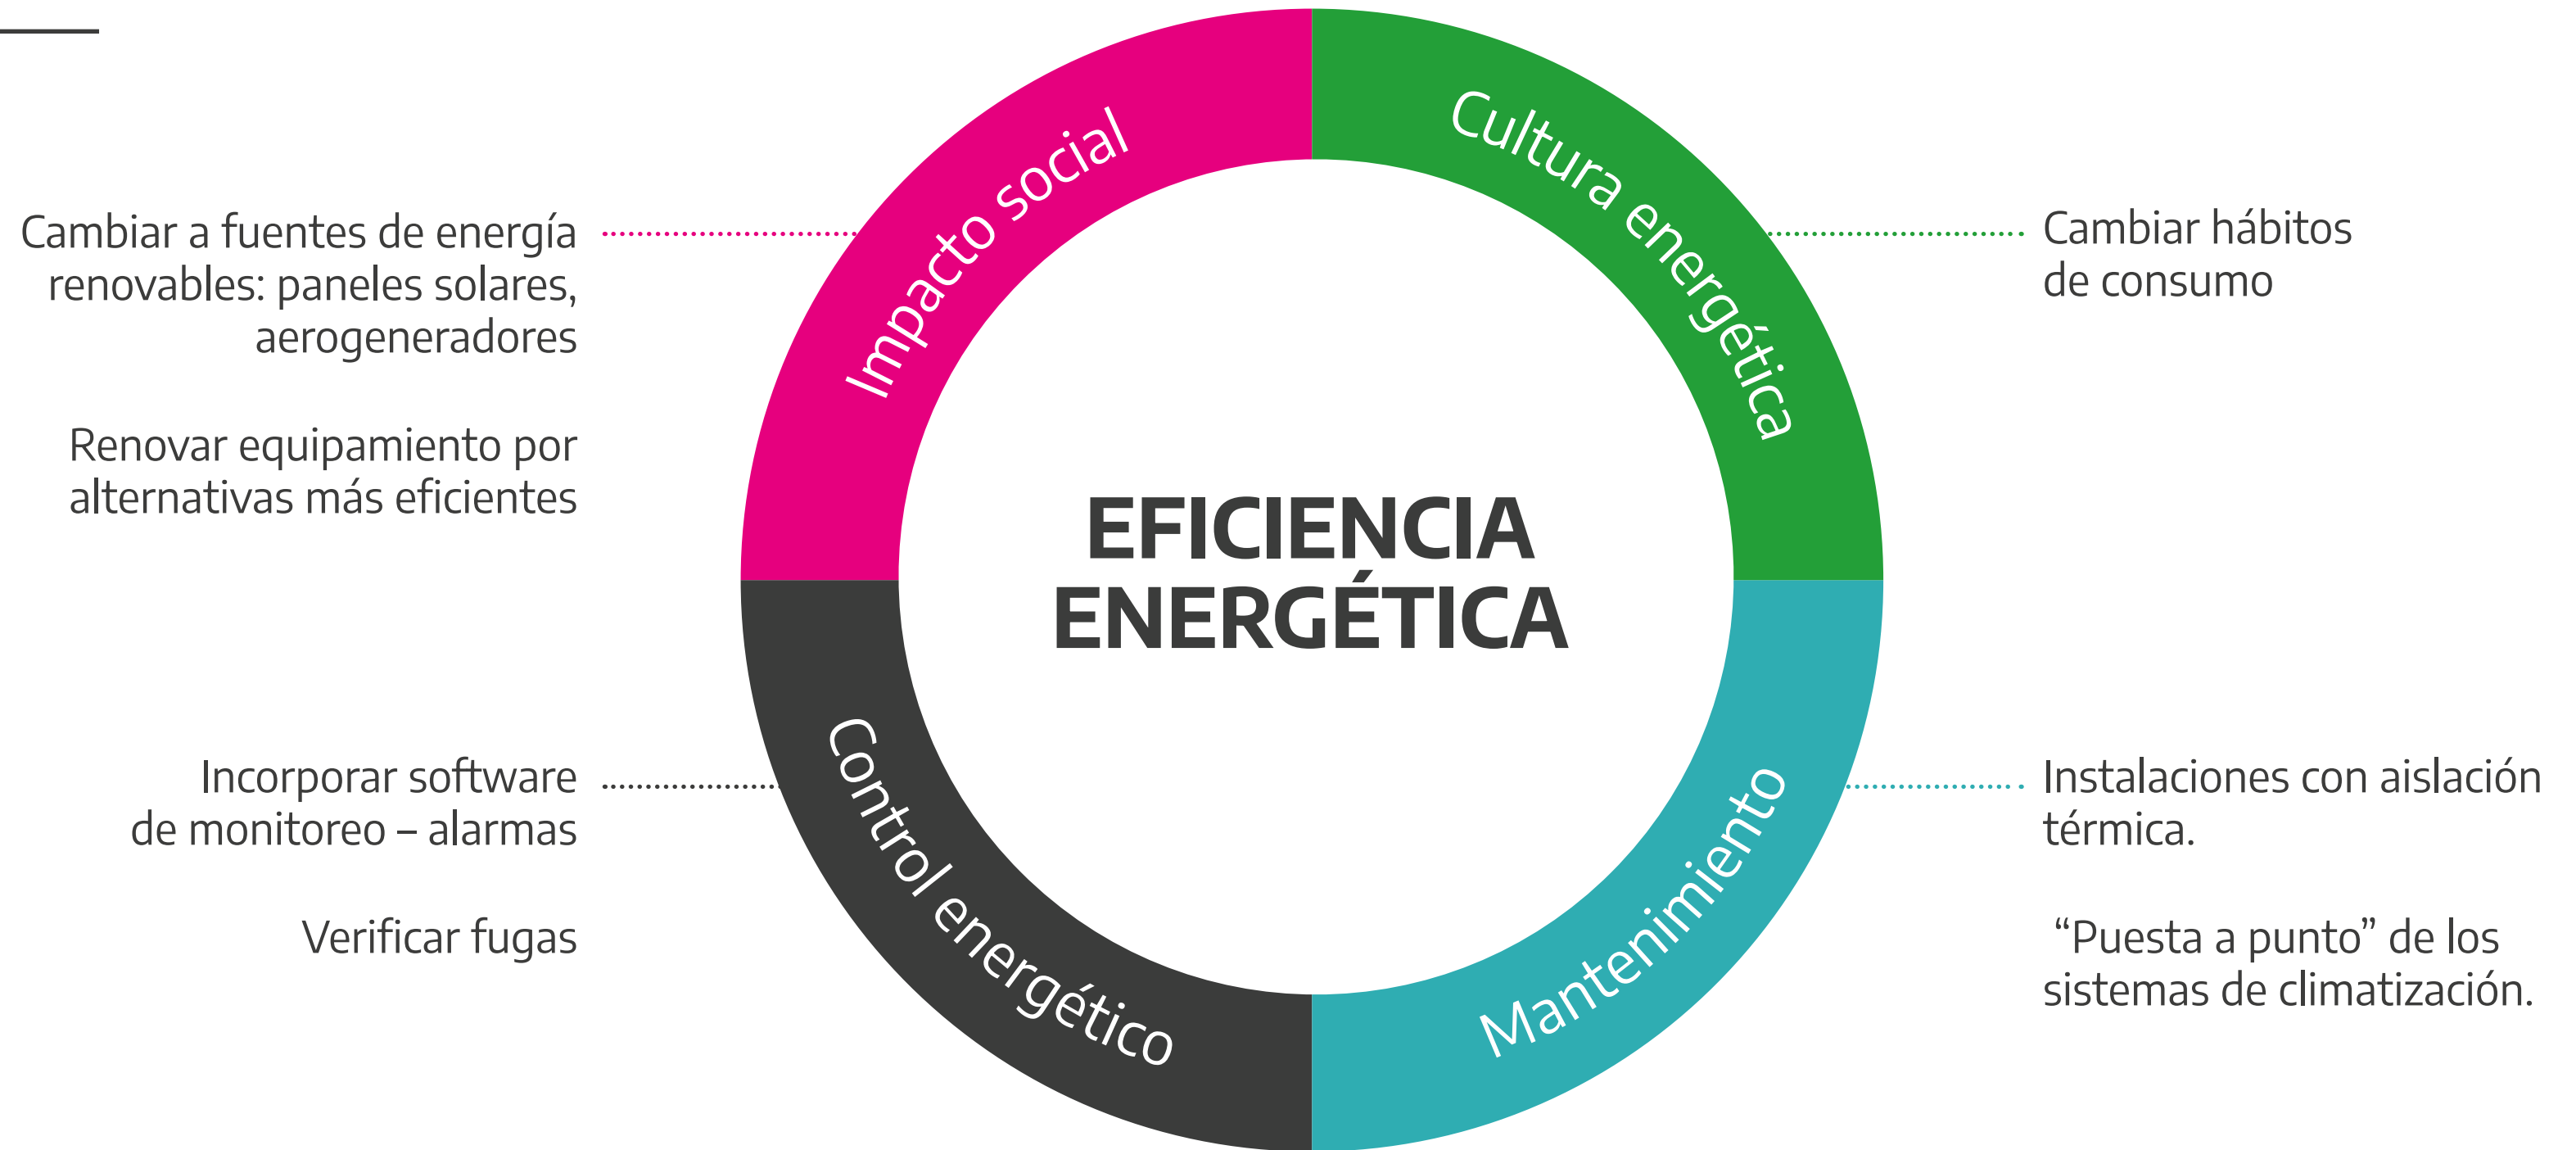 Impacto social
Cultura energética
Cambiar a fuentes de energía
renovables: paneles solares,
aerogeneradores
Renovar equipamiento por
alternativas más eficientes
Cambiar hábitos
de consumo
EFICIENCIA
ENERGÉTICA
Control energético
Mantenimiento
Incorporar software
de monitoreo – alarmas
Verificar fugas
Instalaciones con aislación
térmica.
“Puesta a punto” de los
sistemas de climatización.